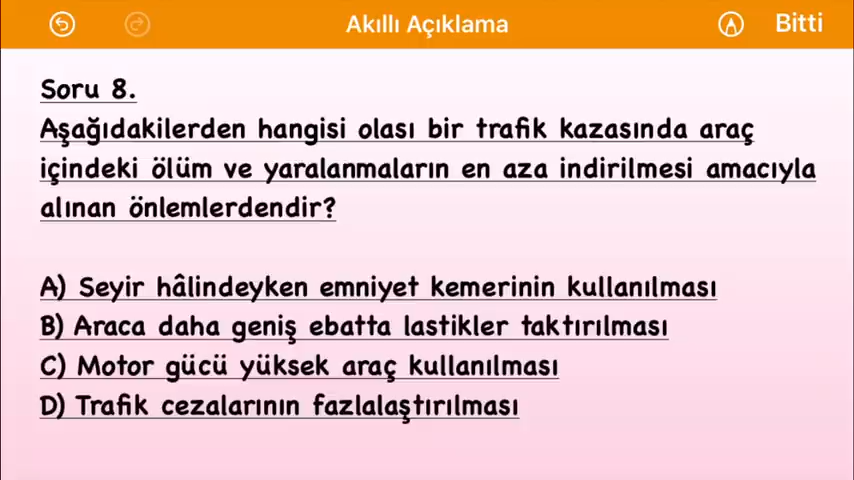 Akıllı Açıklama
Bitti
Soru 8.
Aşağıdakilerden hangisi olası bir trafik kazasında araç
içindeki ölüm ve yaralanmaların en aza indirilmesi amacıyla
alınan önlemlerdendir?
A) Seyir hâlindeyken emniyet kemerinin kullanılması
B) Araca daha geniş ebatta lastikler taktırılması
C) Motor gücü yüksek araç kullanılması
D) Trafik cezalarının fazlalaştırılması